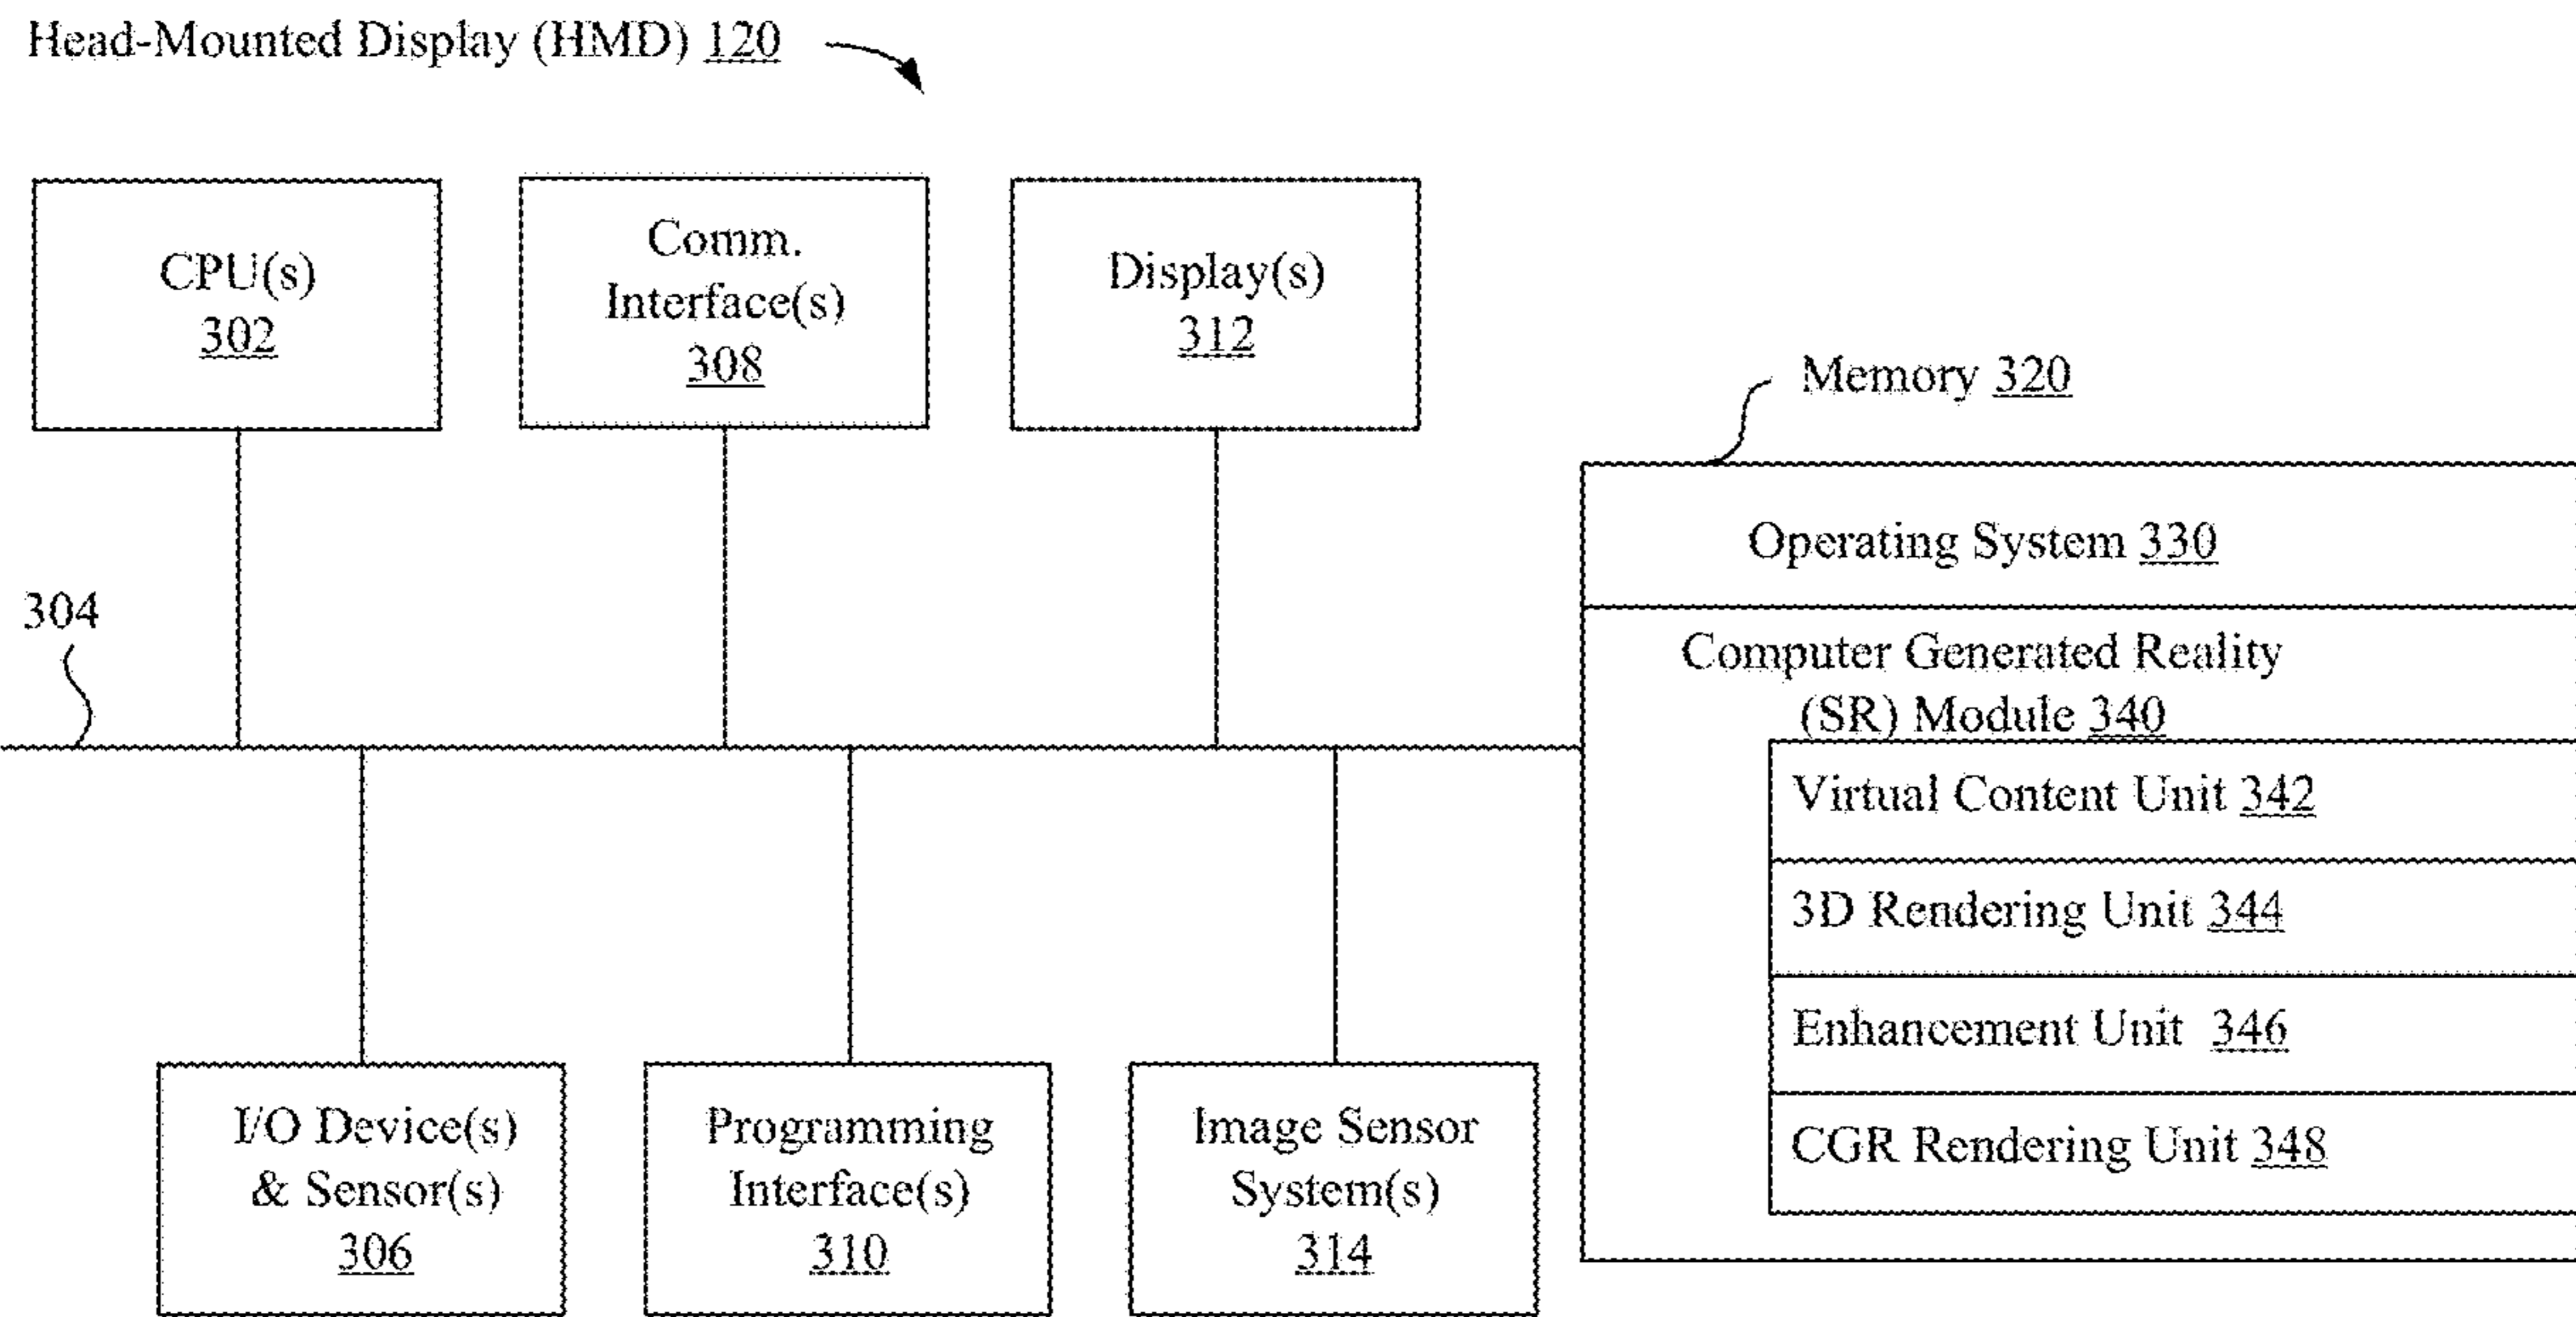 Head-Mounted Display (HMD) 120
CPU(s)
302
Comm.
Interface(s)
308
Display(s)
312
Memory 320
Operating System 330
304
Computer Generated Reality
(SR) Module 340
Virtual Content Unit 342
3D Rendering Unit 344
Enhancement Unit 346
CGR Rendering Unit 348
I/O Device(s)
& Sensor(s)
306
Programming
Interface(s)
310
Image Sensor
System(s)
314